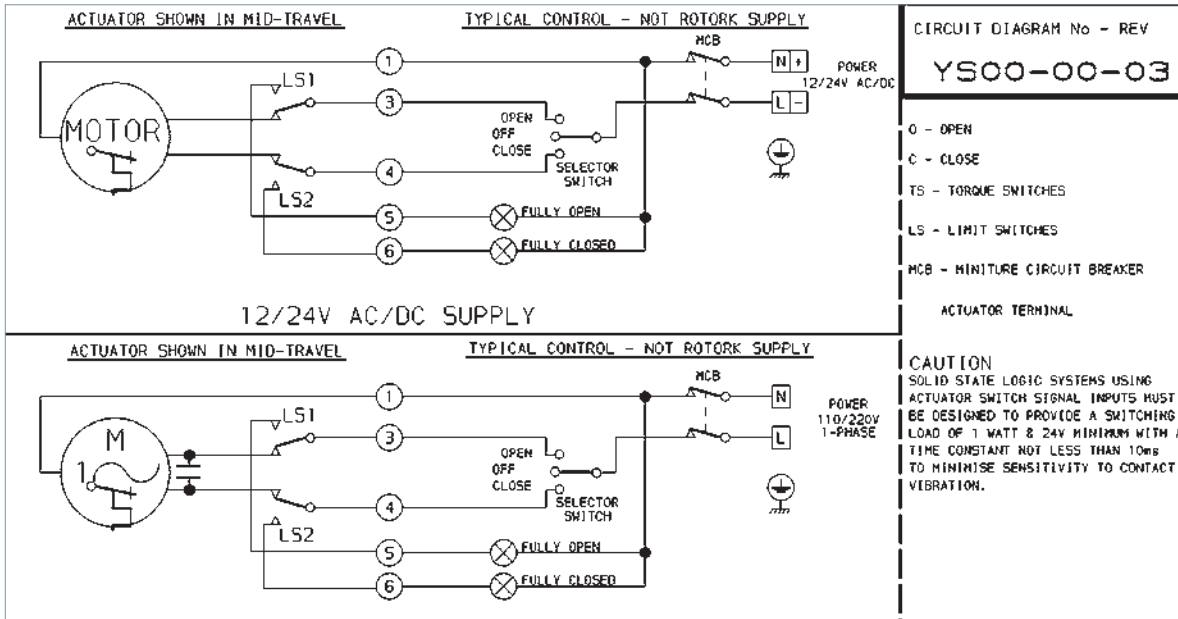 ACTUATOR SHOWN IN MID-TRAVEL
TYPICAL CONTROL - NOT ROTORK SUPPLY
MCB
1
N +
POWER
12/24V AC/DC
LS1
3
L -
MOTOR
OPEN
OFF
CLOSE
SELECTOR
SWITCH
4
LS2
5
FULLY OPEN
6
FULLY CLOSED
12/24V AC/DC SUPPLY
ACTUATOR SHOWN IN MID-TRAVEL
TYPICAL CONTROL - NOT ROTORK SUPPLY
MCB
1
N
POWER
110/220V
1-PHASE
LS1
3
L
M
1
OPEN
OFF
CLOSE
SELECTOR
SWITCH
4
LS2
5
FULLY OPEN
6
FULLY CLOSED
CIRCUIT DIAGRAM No - REV
YS00-00-03
O - OPEN
C - CLOSE
TS - TORQUE SWITCHES
LS - LIMIT SWITCHES
MCB - MINITURE CIRCUIT BREAKER
ACTUATOR TERMINAL
CAUTION
SOLID STATE LOGIC SYSTEMS USING
ACTUATOR SWITCH SIGNAL INPUTS MUST
BE DESIGNED TO PROVIDE A SWITCHING
LOAD OF 1 WATT & 24V MINIMUM WITH A
TIME CONSTANT NOT LESS THAN 10ms
TO MINIMISE SENSITIVITY TO CONTACT
VIBRATION.